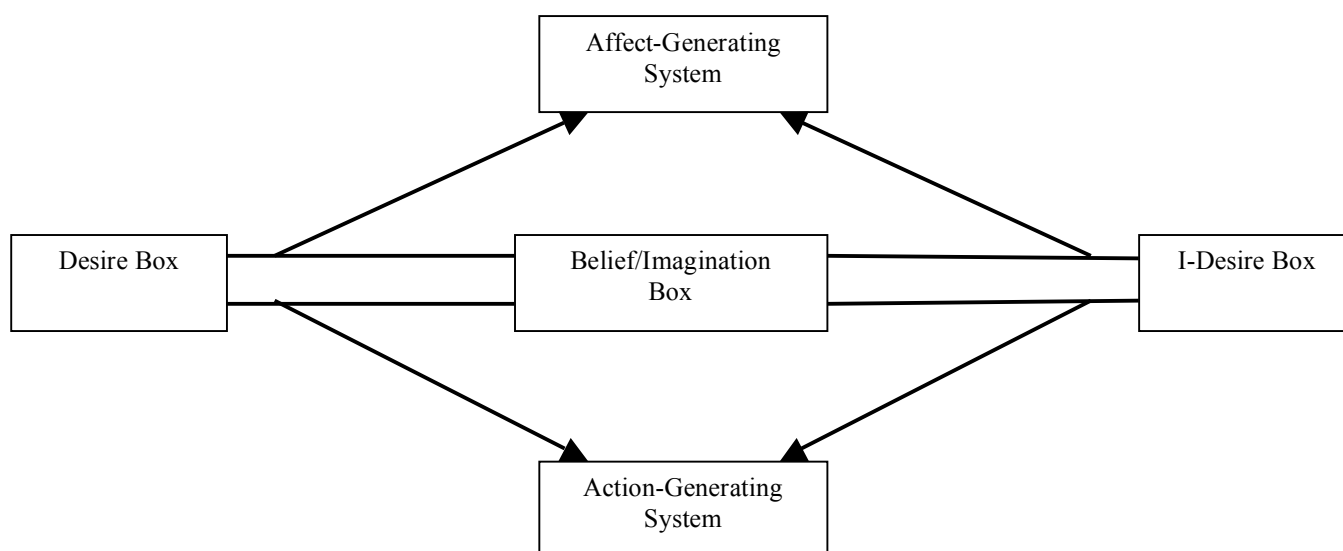 Affect-Generating
System
Desire Box
Belief/Imagination
Box
I-Desire Box
Action-Generating
System